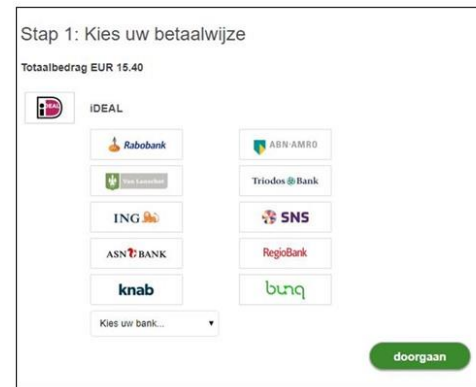 Stap 1: Kies uw betaalwijze
Totaalbedrag EUR 15.40
iDEAL iDEAL
Rabobank ABN·AMRO
Van Lanschot Triodos Bank
ING SNS
ASN BANK RegioBank
knab bunq
Kies uw bank...
doorgaan